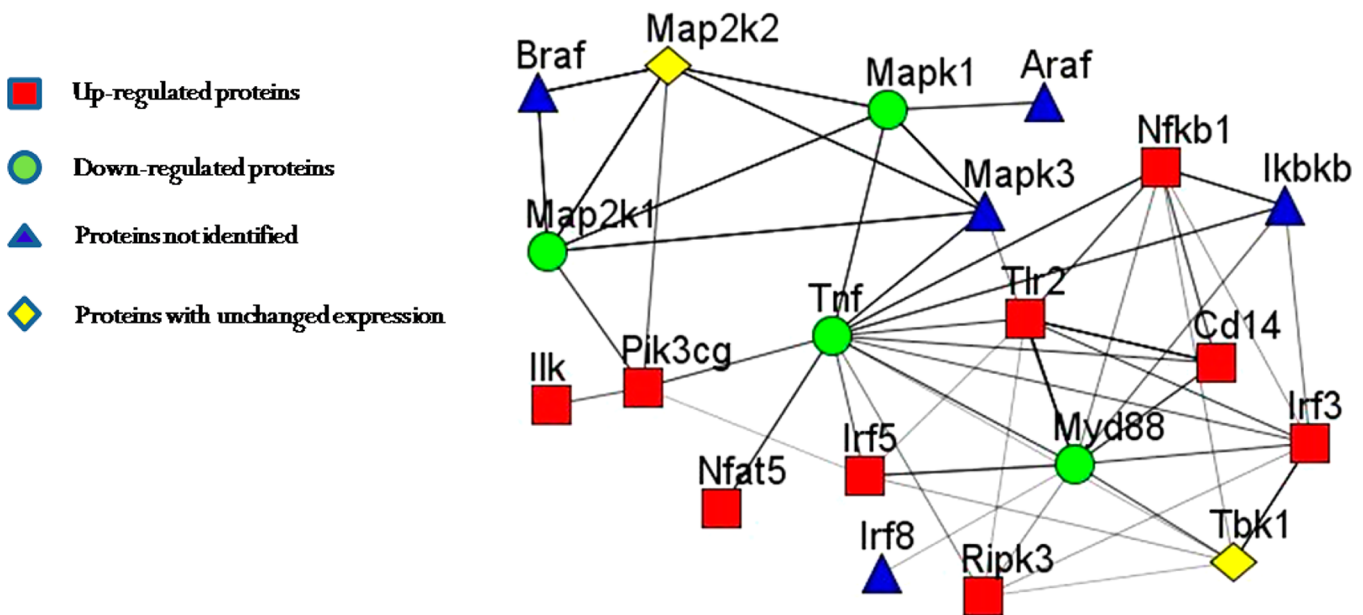 Up-regulated proteins
Down-regulated proteins
Proteins not identified
Proteins with unchanged expression
Braf
Map2k2
Mapk1
Araf
Nfkb1
Ikbkb
Mapk3
Map2k1
Tlr2
Tnf
Cd14
Ilk
Pik3cg
Irf3
Irf5
Myd88
Nfat5
Irf8
Ripk3
Tbk1